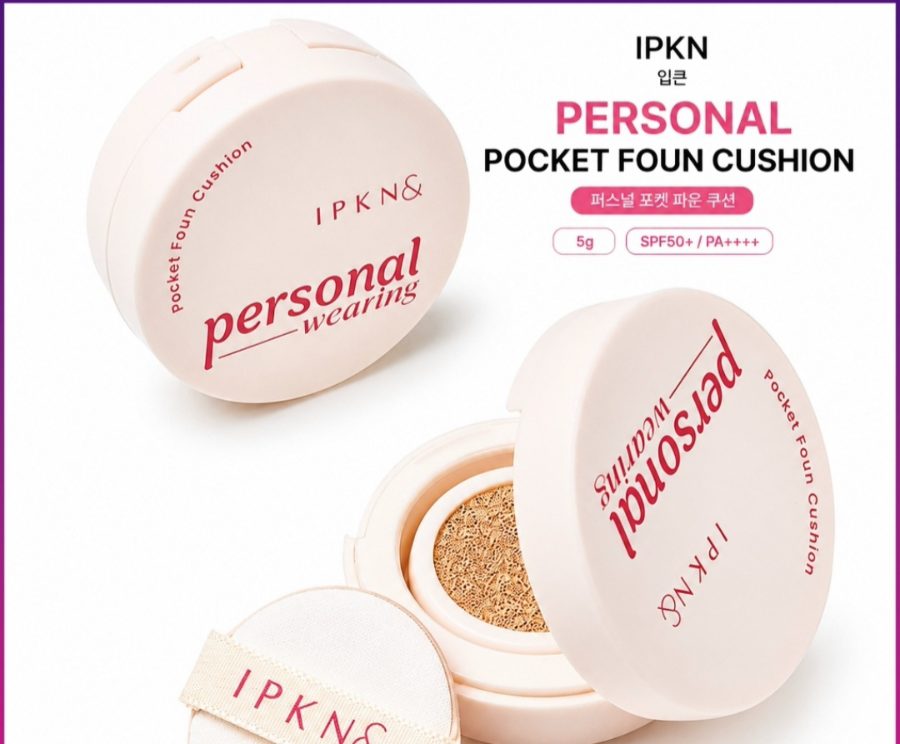 IPKN
입큰
PERSONAL
POCKET FOUN CUSHION
퍼스널 포켓 파운 쿠션
5g
SPF50+ / PA++++
Pocket Foun Cushion
IPKN&
personal
wearing
personal
wearing
Pocket Foun Cushion
IPKN&
IPKN&